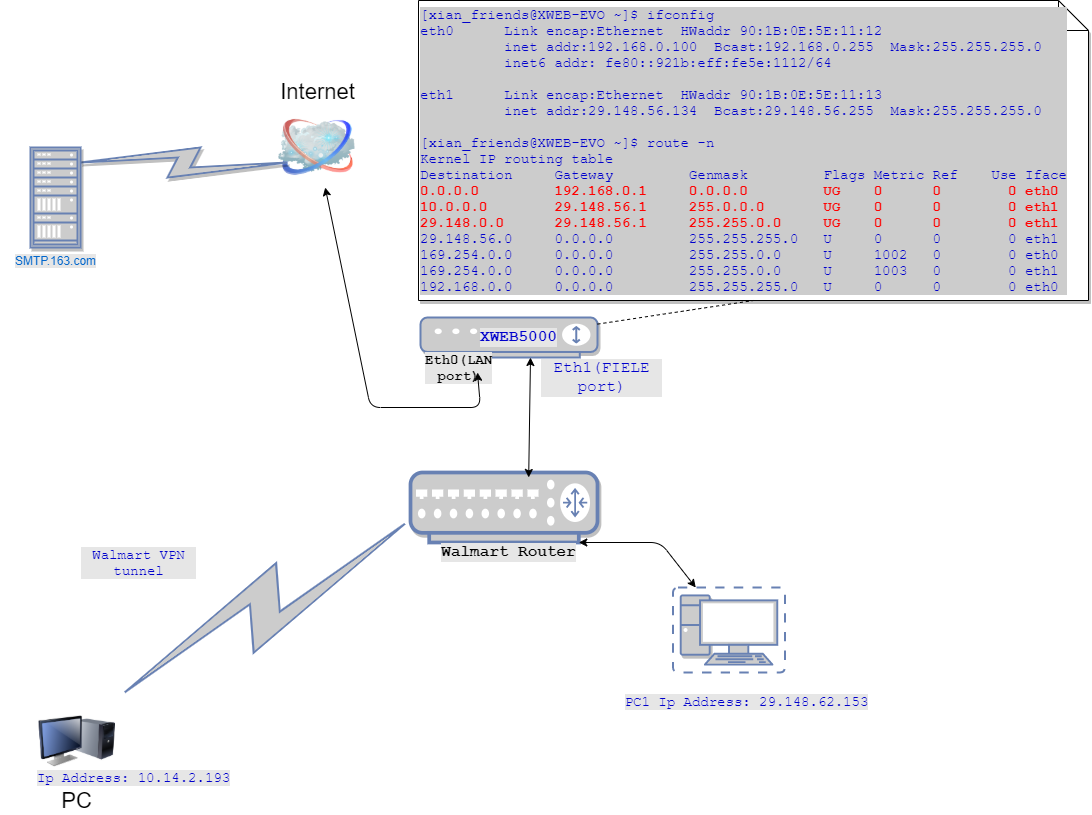 [xian_friends@XWEB-EVO ~]$ ifconfig
eth0 Link encap:Ethernet HWaddr 90:1B:0E:5E:11:12
inet addr:192.168.0.100 Bcast:192.168.0.255 Mask:255.255.255.0
inet6 addr: fe80::921b:eff:fe5e:1112/64
eth1 Link encap:Ethernet HWaddr 90:1B:0E:5E:11:13
inet addr:29.148.56.134 Bcast:29.148.56.255 Mask:255.255.255.0
[xian_friends@XWEB-EVO ~]$ route -n
Kernel IP routing table
Destination Gateway Genmask Flags Metric Ref Use Iface
0.0.0.0 192.168.0.1 0.0.0.0 UG 0 0 0 eth0
10.0.0.0 29.148.56.1 255.0.0.0 UG 0 0 0 eth1
29.148.0.0 29.148.56.1 255.255.0.0 UG 0 0 0 eth1
29.148.56.0 0.0.0.0 255.255.255.0 U 0 0 0 eth1
169.254.0.0 0.0.0.0 255.255.0.0 U 1002 0 0 eth0
169.254.0.0 0.0.0.0 255.255.0.0 U 1003 0 0 eth1
192.168.0.0 0.0.0.0 255.255.255.0 U 0 0 0 eth0
Internet
SMTP.163.com
XWEB5000
Eth0(LAN
port)
Eth1(FIELE
port)
Walmart Router
Walmart VPN
tunnel
PC1 Ip Address: 29.148.62.153
Ip Address: 10.14.2.193
PC